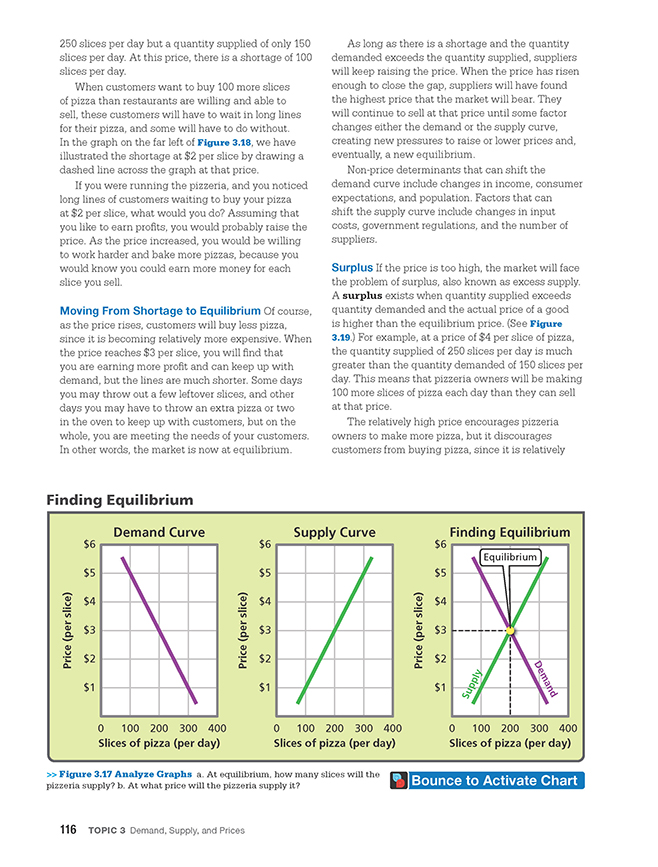 250 slices per day but a quantity supplied of only 150
slices per day. At this price, there is a shortage of 100
slices per day.
When customers want to buy 100 more slices
of pizza than restaurants are willing and able to
sell, these customers will have to wait in long lines
for their pizza, and some will have to do without.
In the graph on the far left of Figure 3.18, we have
illustrated the shortage at $2 per slice by drawing a
dashed line across the graph at that price.
If you were running the pizzeria, and you noticed
long lines of customers waiting to buy your pizza
at $2 per slice, what would you do? Assuming that
you like to earn profits, you would probably raise the
price. As the price increased, you would be willing
to work harder and bake more pizzas, because you
would know you could earn more money for each
slice you sell.
Moving From Shortage to Equilibrium Of course,
as the price rises, customers will buy less pizza,
since it is becoming relatively more expensive. When
the price reaches $3 per slice, you will find that
you are earning more profit and can keep up with
demand, but the lines are much shorter. Some days
you may throw out a few leftover slices, and other
days you may have to throw an extra pizza or two
in the oven to keep up with customers, but on the
whole, you are meeting the needs of your customers.
In other words, the market is now at equilibrium.
As long as there is a shortage and the quantity
demanded exceeds the quantity supplied, suppliers
will keep raising the price. When the price has risen
enough to close the gap, suppliers will have found
the highest price that the market will bear. They
will continue to sell at that price until some factor
changes either the demand or the supply curve,
creating new pressures to raise or lower prices and,
eventually, a new equilibrium.
Non-price determinants that can shift the
demand curve include changes in income, consumer
expectations, and population. Factors that can
shift the supply curve include changes in input
costs, government regulations, and the number of
suppliers.
Surplus If the price is too high, the market will face
the problem of surplus, also known as excess supply.
A surplus exists when quantity supplied exceeds
quantity demanded and the actual price of a good
is higher than the equilibrium price. (See Figure
3.19.) For example, at a price of $4 per slice of pizza,
the quantity supplied of 250 slices per day is much
greater than the quantity demanded of 150 slices per
day. This means that pizzeria owners will be making
100 more slices of pizza each day than they can sell
at that price.
The relatively high price encourages pizzeria
owners to make more pizza, but it discourages
customers from buying pizza, since it is relatively
Finding Equilibrium
Demand Curve
$6
$5
$4
$3
$2
$1
Price (per slice)
0 100 200 300 400
Slices of pizza (per day)
Supply Curve
$6
$5
$4
$3
$2
$1
Price (per slice)
0 100 200 300 400
Slices of pizza (per day)
Finding Equilibrium
$6
$5
$4
$3
$2
$1
Price (per slice)
Equilibrium
Supply
Demand
0 100 200 300 400
Slices of pizza (per day)
>> Figure 3.17 Analyze Graphs a. At equilibrium, how many slices will the
pizzeria supply? b. At what price will the pizzeria supply it?
Bounce to Activate Chart
116 TOPIC 3 Demand, Supply, and Prices